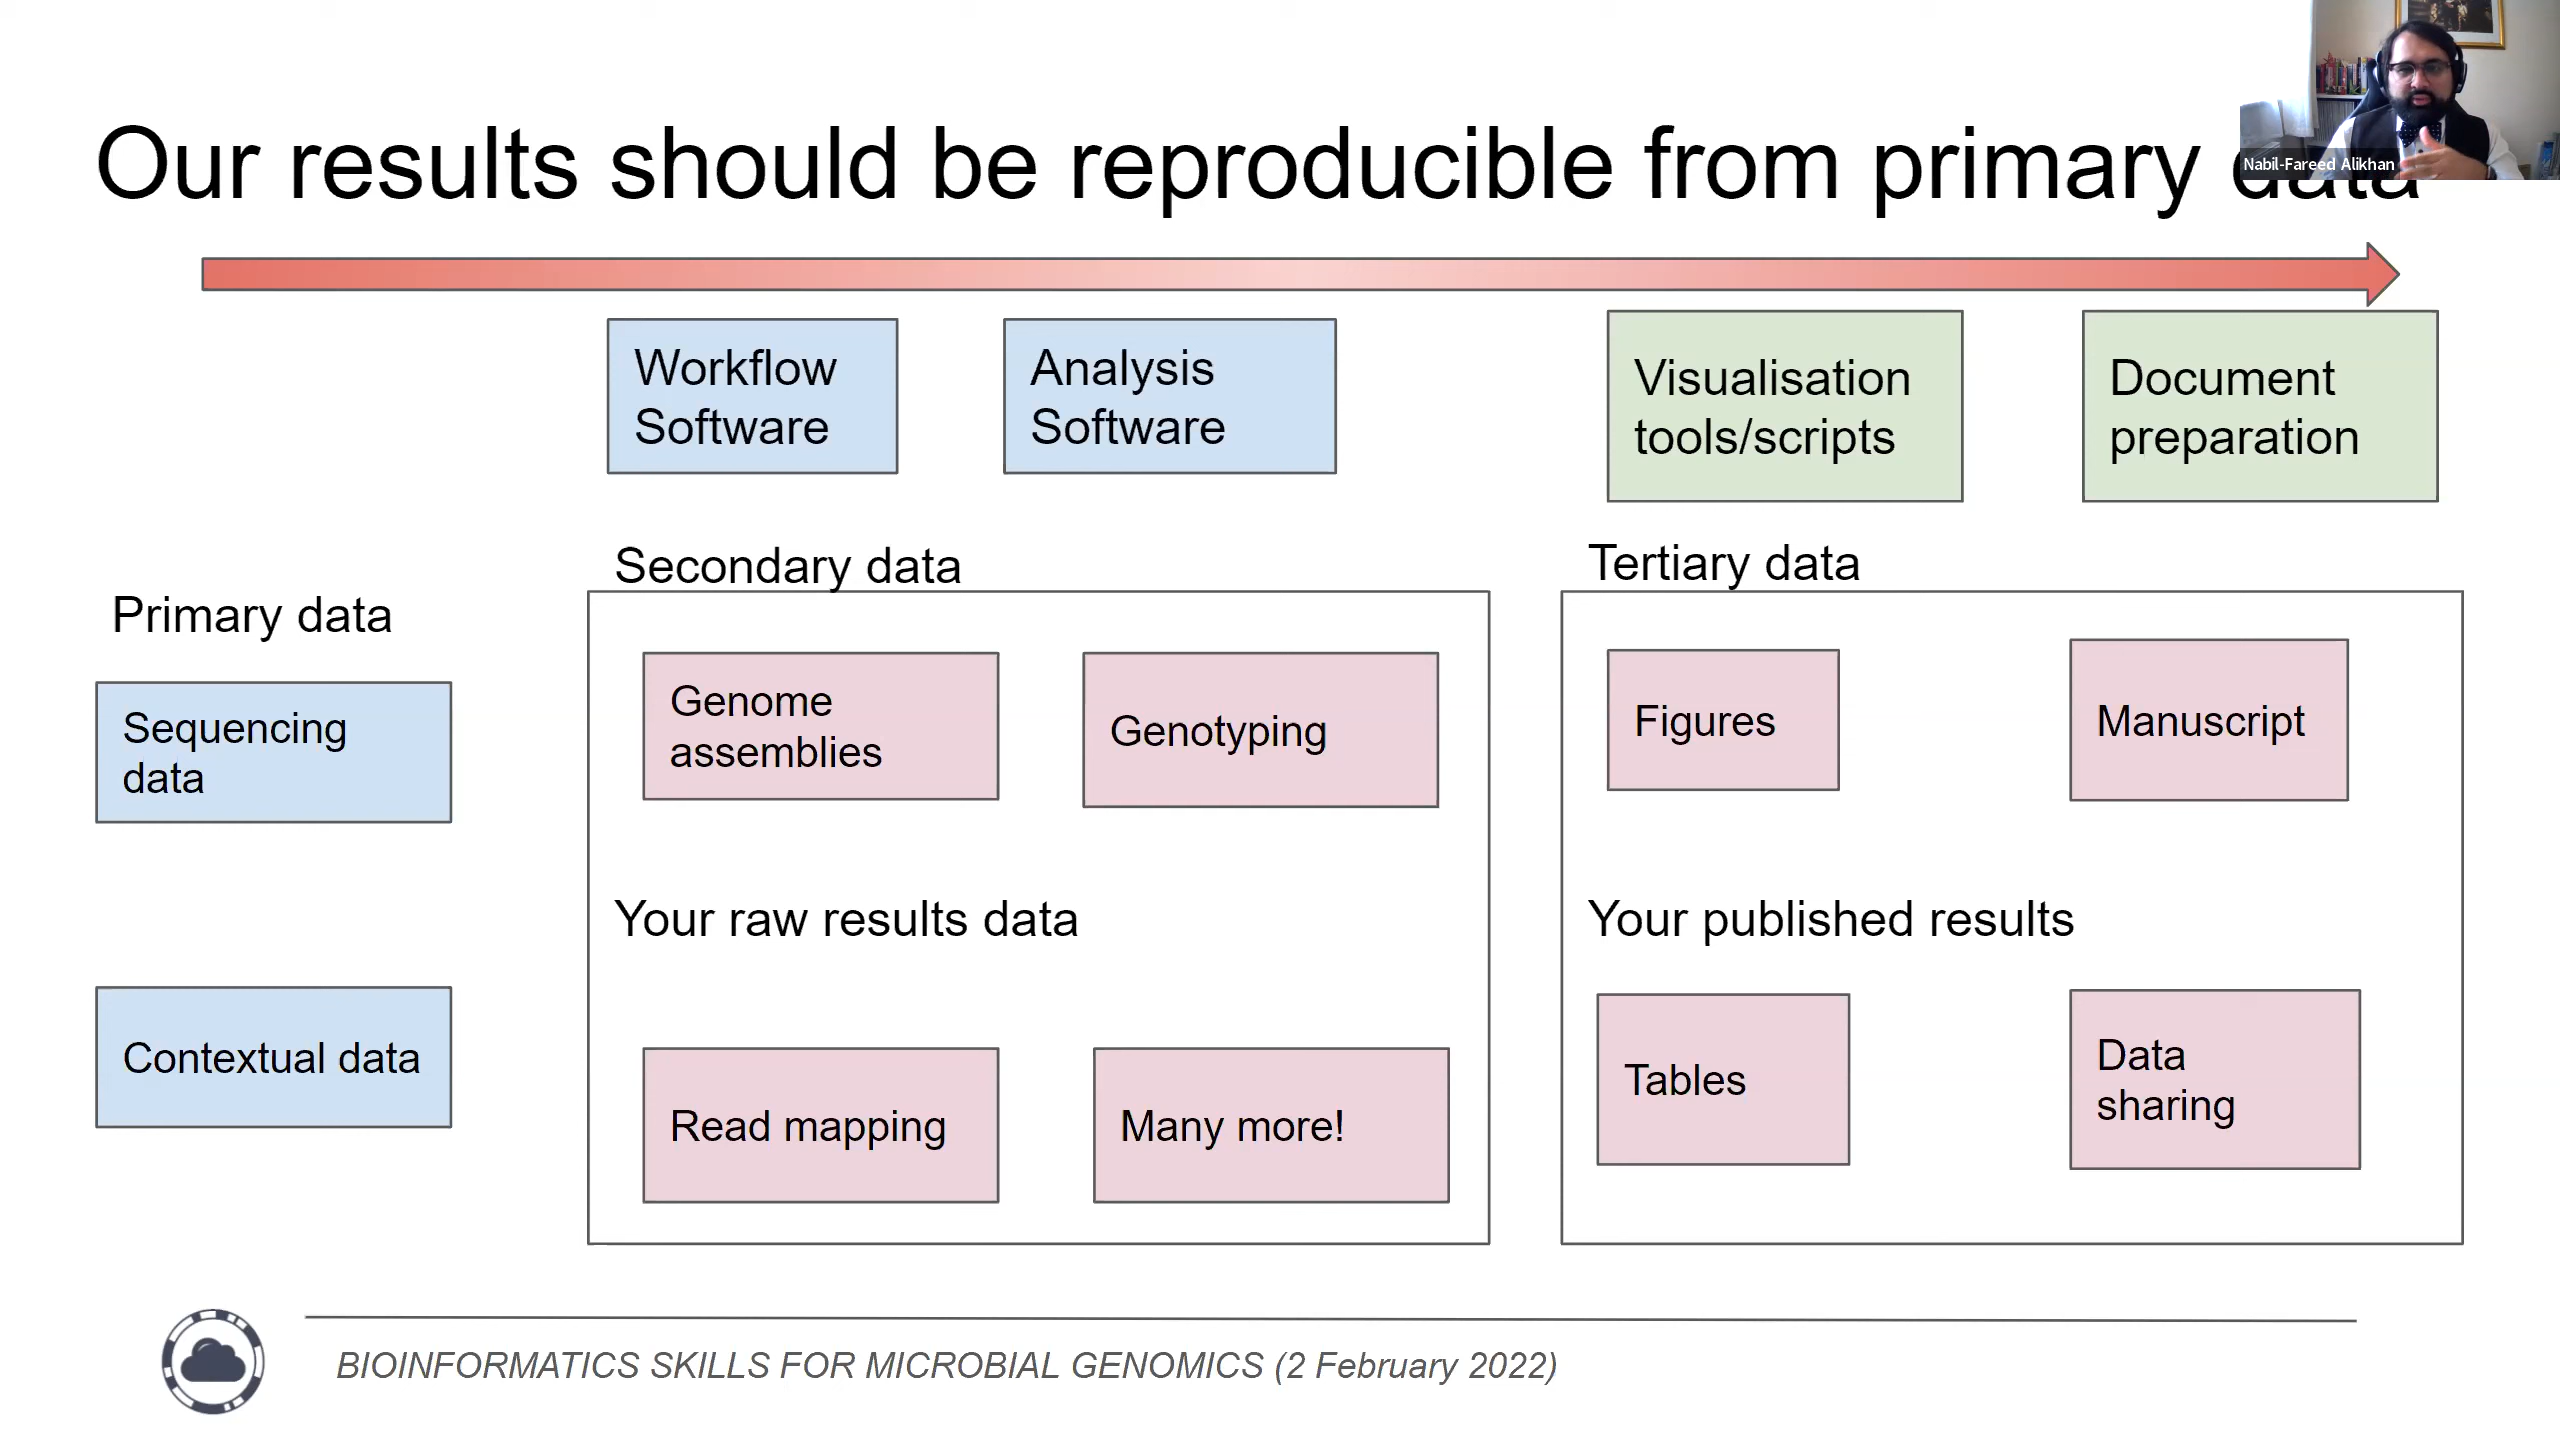 Our results should be reproducible from primary data
Nabil-Fareed Alikhan
Workflow
Software
Analysis
Software
Visualisation
tools/scripts
Document
preparation
Primary data
Sequencing
data
Contextual data
Secondary data
Genome
assemblies
Genotyping
Your raw results data
Read mapping
Many more!
Tertiary data
Figures
Manuscript
Your published results
Tables
Data
sharing
BIOINFORMATICS SKILLS FOR MICROBIAL GENOMICS (2 February 2022)